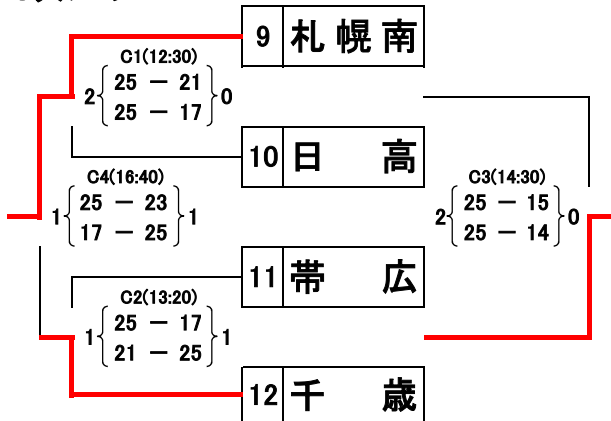 9 札幌南
C1(12:30)
2 25 － 21 0
25 － 17
10 日高
C4(16:40)
1 25 － 23 1
17 － 25
C3(14:30)
2 25 － 15 0
25 － 14
11 帯広
C2(13:20)
1 25 － 17 1
21 － 25
12 千歳